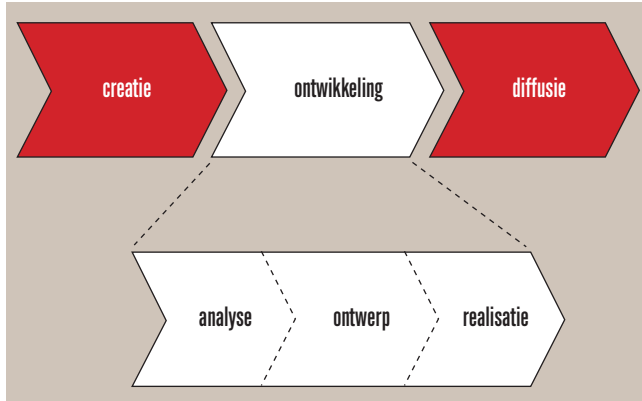 creatie
ontwikkeling
diffusie
analyse
ontwerp
realisatie